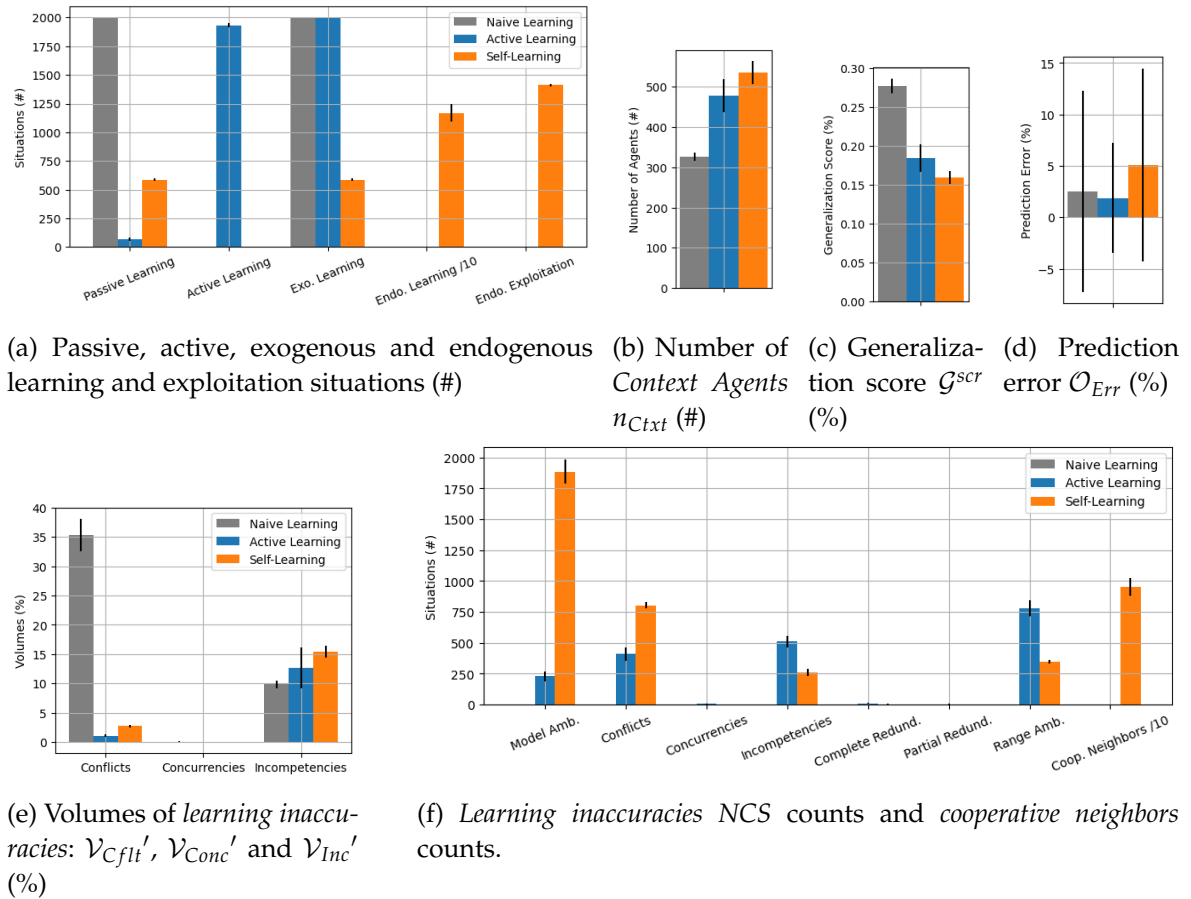 2000
1750
1500
1250
1000
750
500
250
0
Situations (#)
Naive Learning
Active Learning
Self-Learning
Passive Learning
Active Learning
Exo. Learning
Endo. Learning /10
Endo. Exploitation
500
400
300
200
100
0
Number of Agents (#)
0.30
0.25
0.20
0.15
0.10
0.05
0.00
Generalization Score (%)
15
10
5
0
−5
Prediction Error (%)
(a) Passive, active, exogenous and endogenous
learning and exploitation situations (#)
(b) Number of
Context Agents
n_Ctxt (#)
(c) Generaliza-
tion score 𝒢^scr
(%)
(d) Prediction
error 𝒪_Err (%)
40
35
30
25
20
15
10
5
0
Volumes (%)
Naive Learning
Active Learning
Self-Learning
Conflicts
Concurrencies
Incompetencies
2000
1750
1500
1250
1000
750
500
250
0
Situations (#)
Naive Learning
Active Learning
Self-Learning
Model Amb.
Conflicts
Concurrencies
Incompetencies
Complete Redund.
Partial Redund.
Range Amb.
Coop. Neighbors /10
(e) Volumes of learning inaccu-
racies: 𝒱_Cflt′, 𝒱_Conc′ and 𝒱_Inc′
(%)
(f) Learning inaccuracies NCS counts and cooperative neighbors
counts.